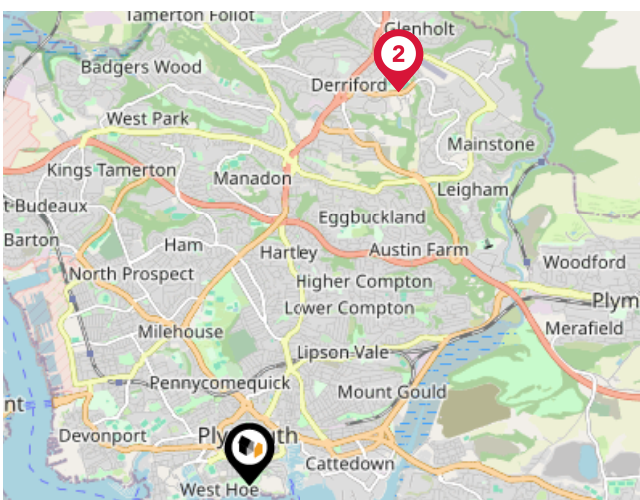 Tamerton Foliot
Glenholt
2
Badgers Wood
Derriford
West Park
Mainstone
Kings Tamerton
Manadon
Leigham
t Budeaux
Eggbuckland
Barton
Ham
Hartley
Austin Farm
Woodford
North Prospect
Higher Compton
Plym
Lower Compton
Milehouse
Merafield
Lipson Vale
Pennycomequick
Mount Gould
nt
Devonport
Ply th
Cattedown
West Hoe